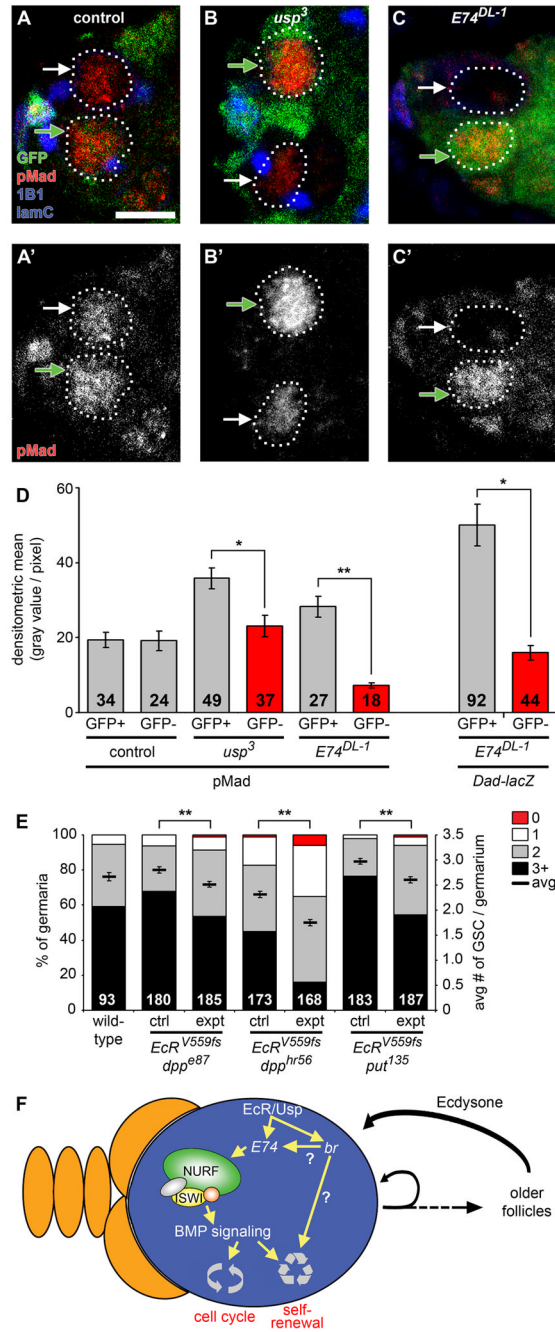 A control
B usp3
C E74DL-1
GFP
pMad
1B1
lamC
A'
B'
C'
pMad
D
densitometric mean
(gray value / pixel)
60
40
20
0
* ** *
34 24 49 37 27 18 92 44
GFP+ GFP- GFP+ GFP- GFP+ GFP- GFP+ GFP-
control usp3 E74DL-1 E74DL-1
pMad Dad-lacZ
E
% of germaria
100
80
60
40
20
0
** ** **
93 180 185 173 168 183 187
3.5
3.0
2.5
2.0
1.5
1.0
0.5
0
avg # of GSC / germarium
0
1
2
3+
avg
wild-type ctrl expt ctrl expt ctrl expt
EcRV559fs EcRV559fs EcRV559fs
dppe87 dpphr56 put135
F
EcR/Usp
E74 ? br
NURF
ISWI
?
BMP signaling
cell cycle
self-renewal
Ecdysone
older
follicles